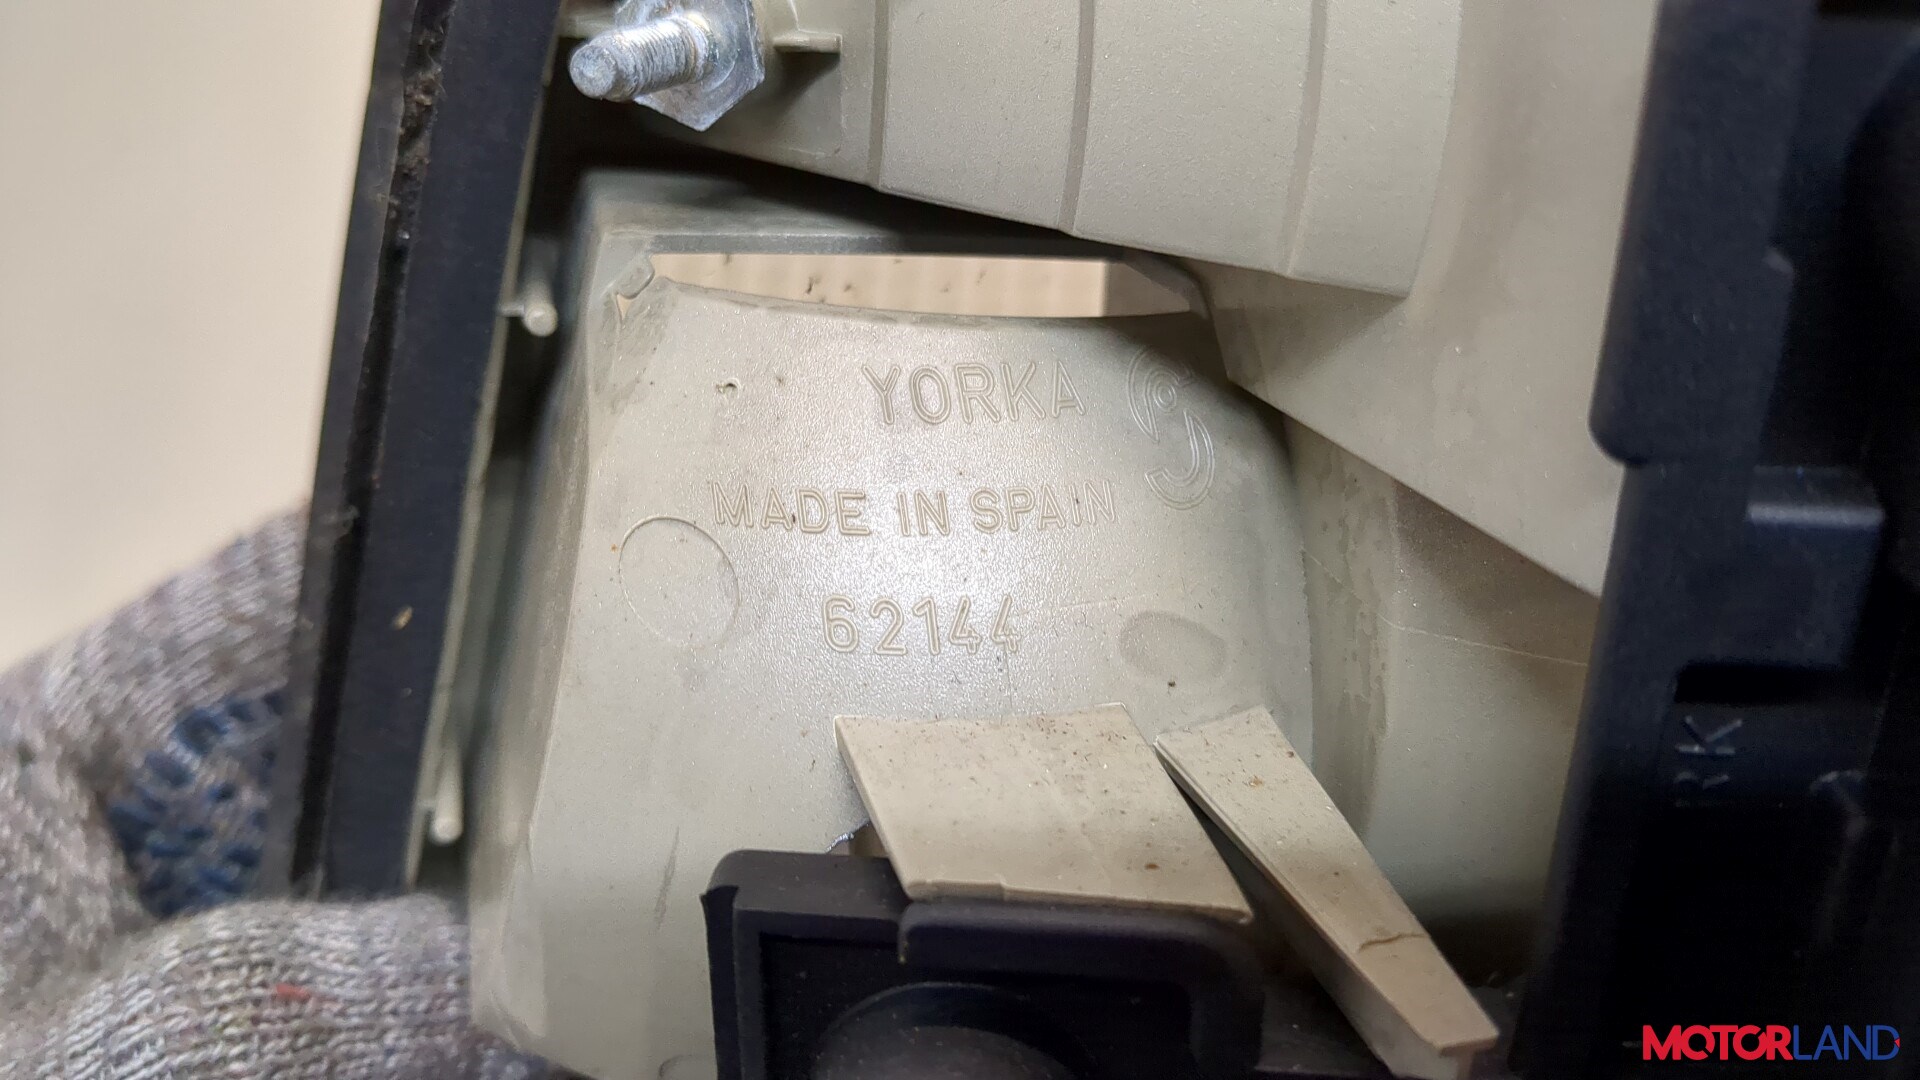 YORKA
MADE IN SPAIN
62144
MOTORLAND